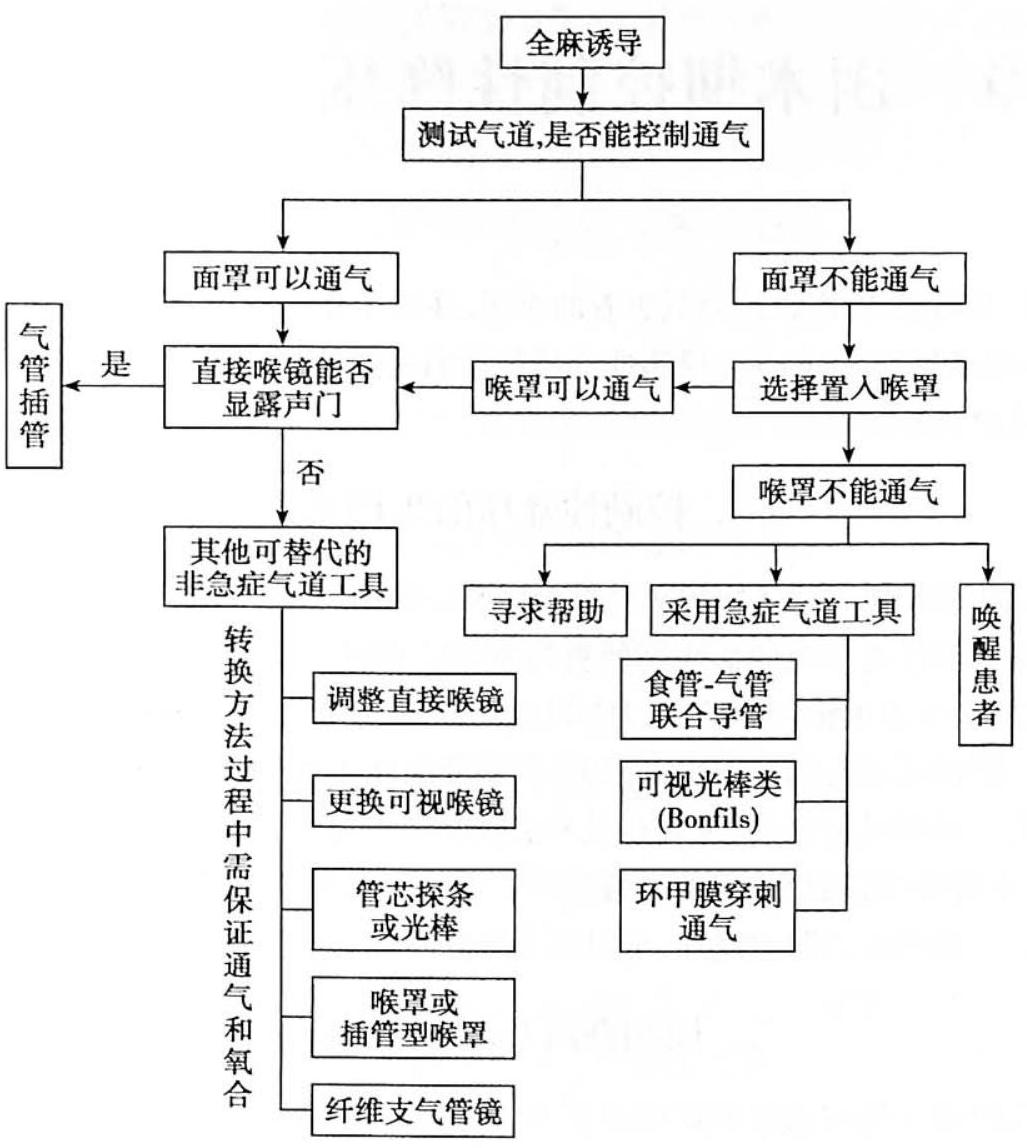 全麻诱导
测试气道,是否能控制通气
面罩可以通气
面罩不能通气
气管插管
是
直接喉镜能否
显露声门
喉罩可以通气
选择置入喉罩
否
喉罩不能通气
其他可替代的
非急症气道工具
寻求帮助
采用急症气道工具
唤醒患者
转换方法过程中需保证通气和氧合
调整直接喉镜
更换可视喉镜
管芯探条
或光棒
喉罩或
插管型喉罩
纤维支气管镜
食管-气管
联合导管
可视光棒类
(Bonfils)
环甲膜穿刺
通气